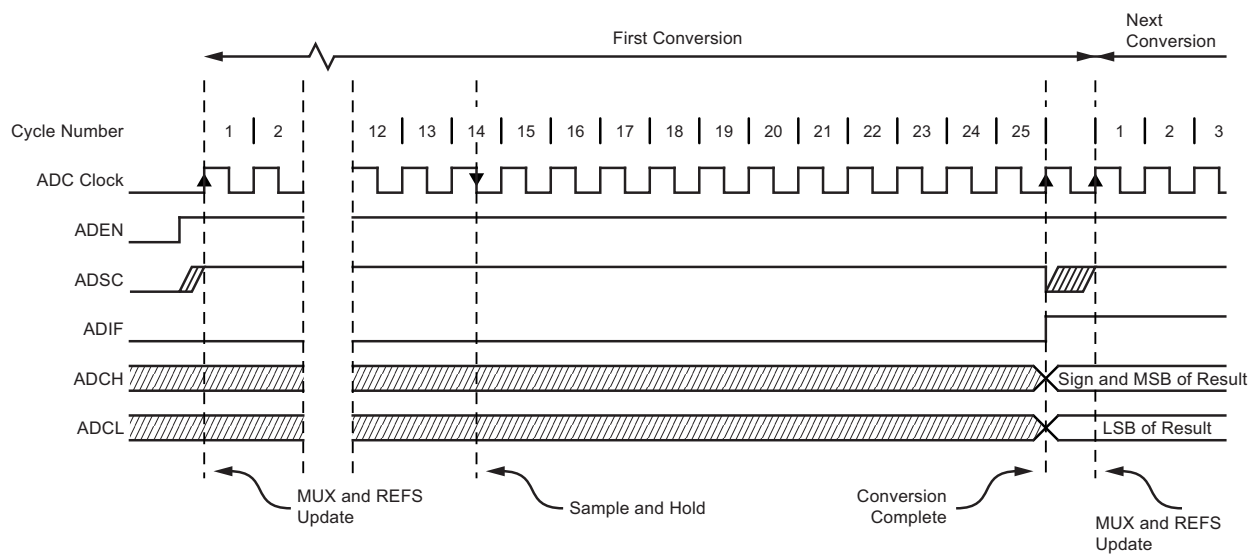 First Conversion
Next
Conversion
Cycle Number 1 2 12 13 14 15 16 17 18 19 20 21 22 23 24 25 1 2 3
ADC Clock
ADEN
ADSC
ADIF
ADCH Sign and MSB of Result
ADCL LSB of Result
MUX and REFS
Update
Sample and Hold
Conversion
Complete
MUX and REFS
Update